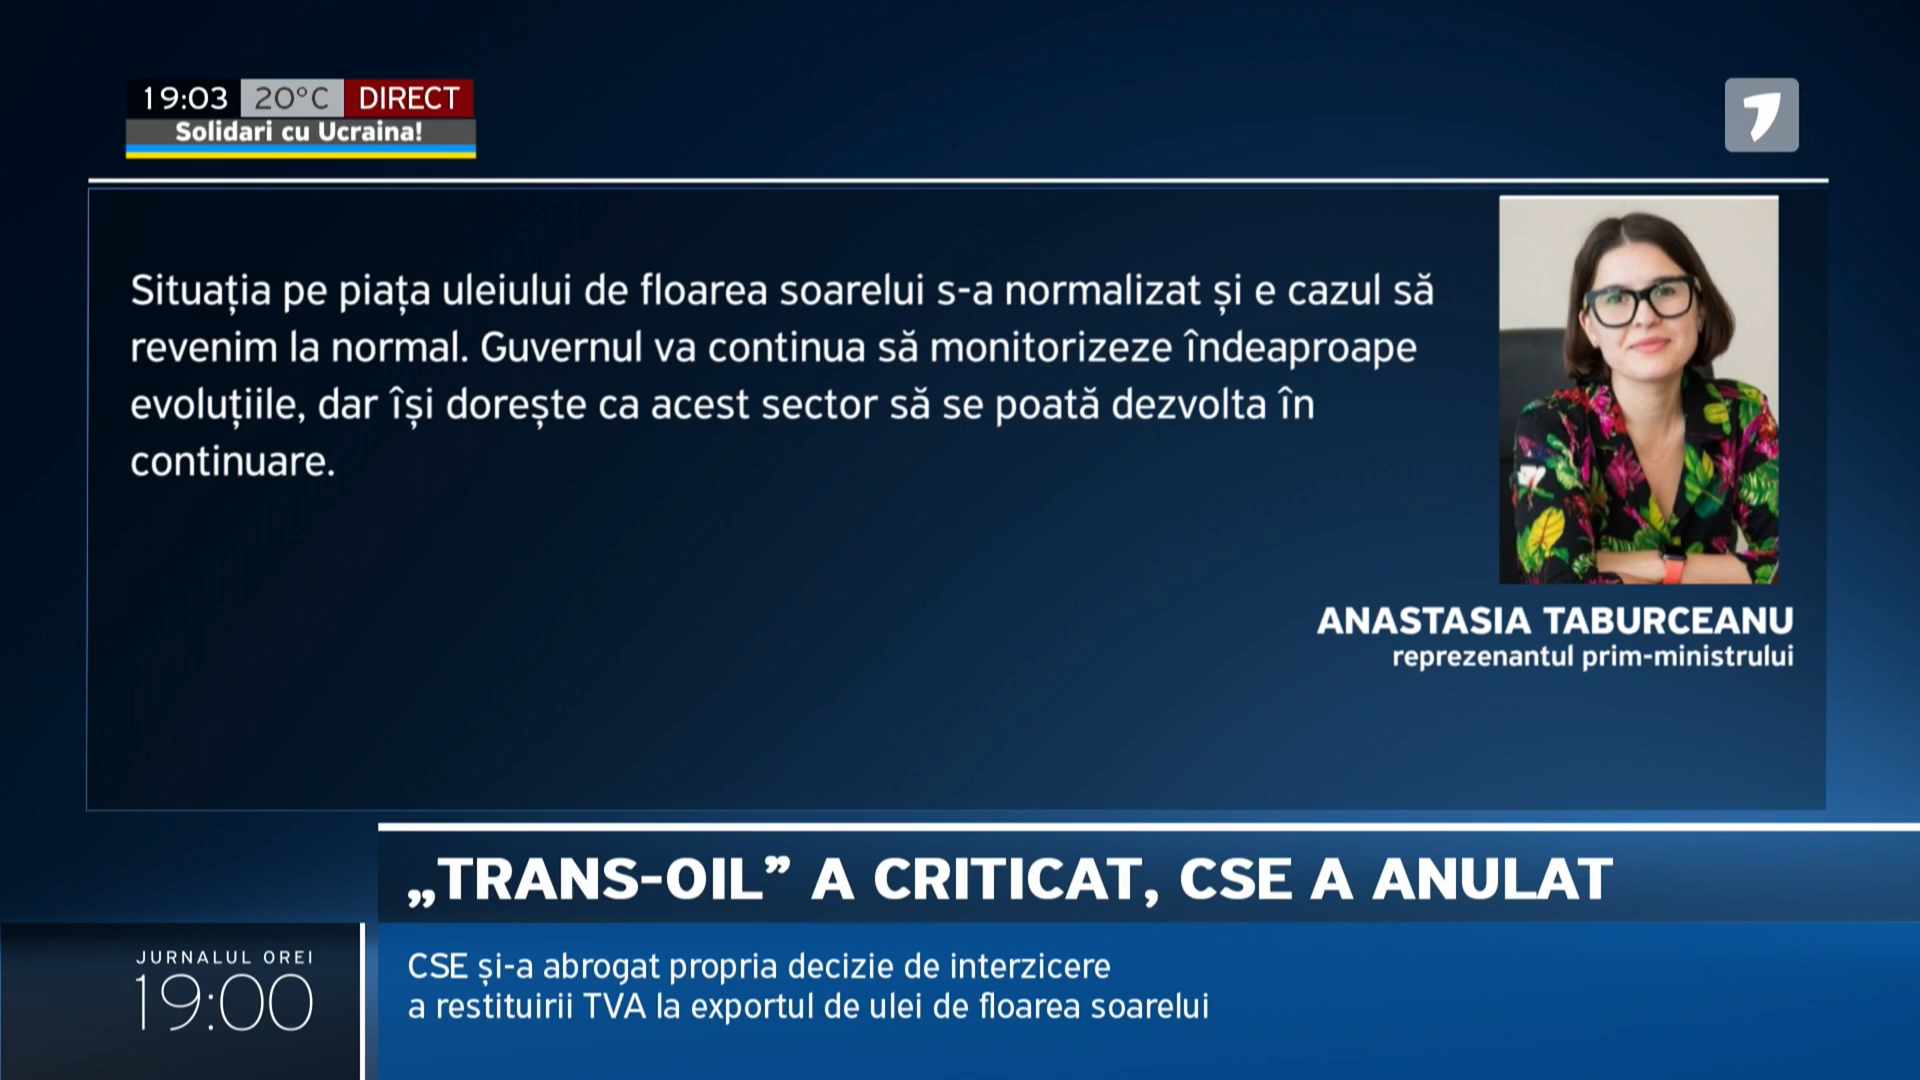 19:03 20°C DIRECT
Solidari cu Ucraina!
Situația pe piața uleiului de floarea soarelui s-a normalizat și e cazul să
revenim la normal. Guvernul va continua să monitorizeze îndeaproape
evoluțiile, dar își dorește ca acest sector să se poată dezvolta în
continuare.
ANASTASIA TABURCEANU
reprezenantul prim-ministrului
„TRANS-OIL” A CRITICAT, CSE A ANULAT
JURNALUL OREI
19:00
CSE și-a abrogat propria decizie de interzicere
a restituirii TVA la exportul de ulei de floarea soarelui